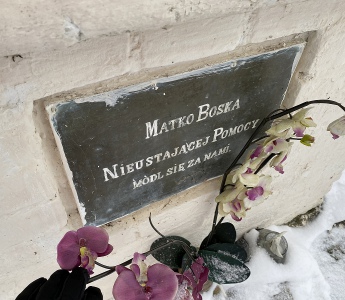 MATKO BOSKA
NIEUSTAJĄCEJ POMOCY
MÓDL SIĘ ZA NAMI.